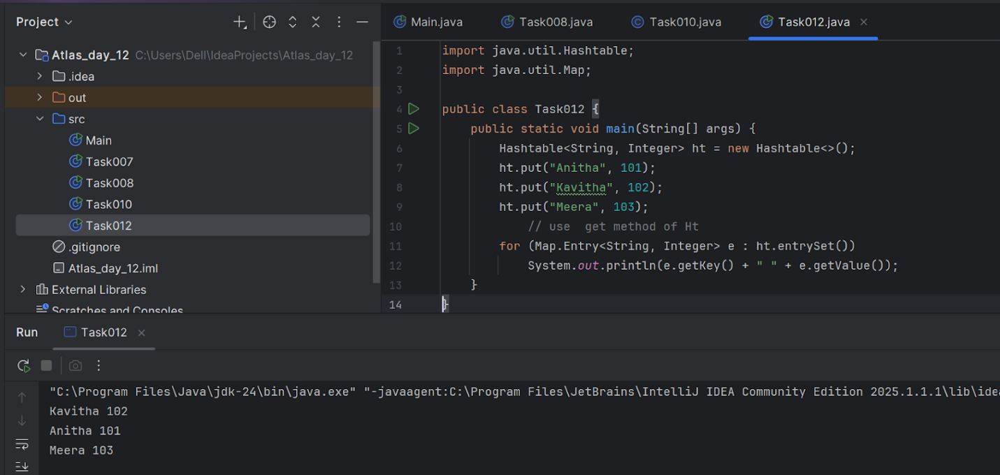 Project
Main.java Task008.java Task010.java Task012.java
Atlas_day_12 C:\Users\Dell\IdeaProjects\Atlas_day_12
.idea
out
src
Main
Task007
Task008
Task010
Task012
.gitignore
Atlas_day_12.iml
External Libraries
Scratches and Consoles
1 import java.util.Hashtable;
2 import java.util.Map;
3
4 public class Task012 {
5 public static void main(String[] args) {
6 Hashtable<String, Integer> ht = new Hashtable<>();
7 ht.put("Anitha", 101);
8 ht.put("Kavitha", 102);
9 ht.put("Meera", 103);
10 // use  get method of Ht
11 for (Map.Entry<String, Integer> e : ht.entrySet())
12 System.out.println(e.getKey() + " " + e.getValue());
13 }
14 }
Run Task012
"C:\Program Files\Java\jdk-24\bin\java.exe" "-javaagent:C:\Program Files\JetBrains\IntelliJ IDEA Community Edition 2025.1.1.1\lib\idea
Kavitha 102
Anitha 101
Meera 103